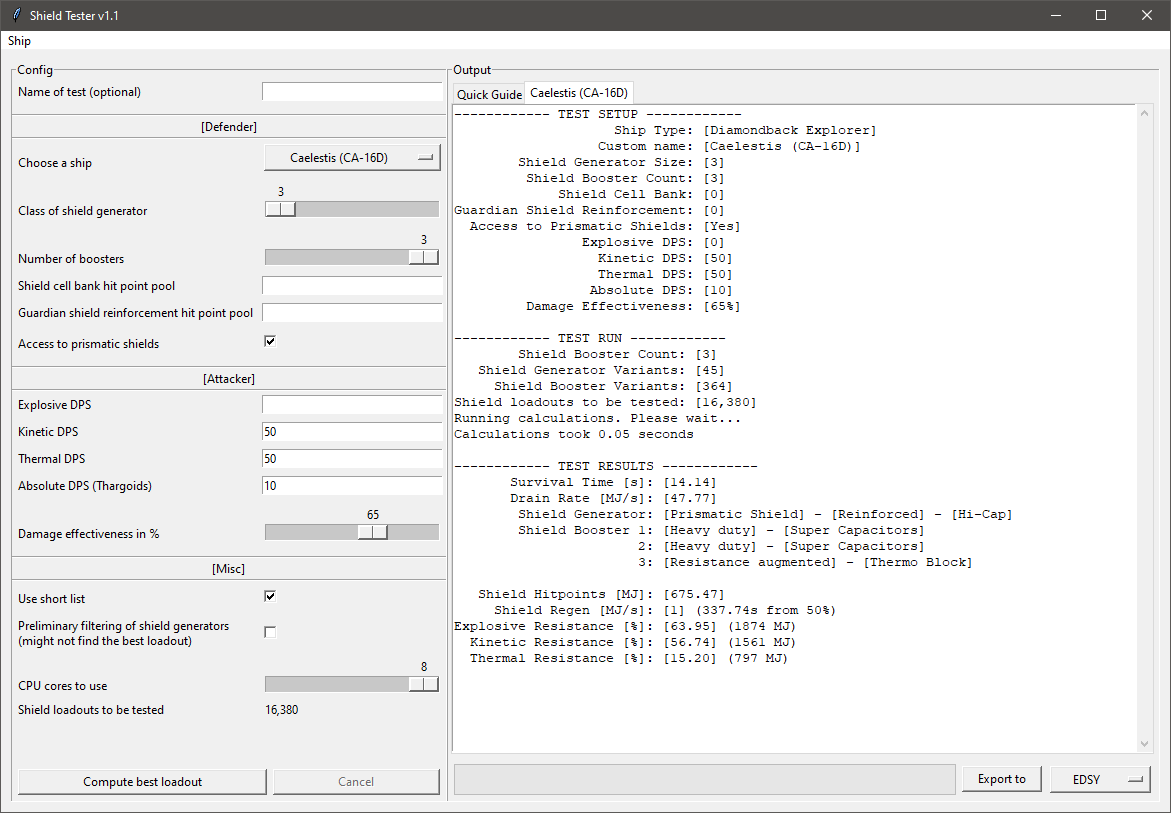 Shield Tester v1.1
Ship
Config
Name of test (optional)
[Defender]
Choose a ship
Caelestis (CA-16D)
3
Class of shield generator
3
Number of boosters
Shield cell bank hit point pool
Guardian shield reinforcement hit point pool
Access to prismatic shields
[Attacker]
Explosive DPS
Kinetic DPS
50
Thermal DPS
50
Absolute DPS (Thargoids)
10
65
Damage effectiveness in %
[Misc]
Use short list
Preliminary filtering of shield generators
(might not find the best loadout)
8
CPU cores to use
Shield loadouts to be tested
16,380
Compute best loadout
Cancel
Output
Quick Guide
Caelestis (CA-16D)
------------ TEST SETUP ------------
Ship Type: [Diamondback Explorer]
Custom name: [Caelestis (CA-16D)]
Shield Generator Size: [3]
Shield Booster Count: [3]
Shield Cell Bank: [0]
Guardian Shield Reinforcement: [0]
Access to Prismatic Shields: [Yes]
Explosive DPS: [0]
Kinetic DPS: [50]
Thermal DPS: [50]
Absolute DPS: [10]
Damage Effectiveness: [65%]
------------ TEST RUN ------------
Shield Booster Count: [3]
Shield Generator Variants: [45]
Shield Booster Variants: [364]
Shield loadouts to be tested: [16,380]
Running calculations. Please wait...
Calculations took 0.05 seconds
------------ TEST RESULTS ------------
Survival Time [s]: [14.14]
Drain Rate [MJ/s]: [47.77]
Shield Generator: [Prismatic Shield] - [Reinforced] - [Hi-Cap]
Shield Booster 1: [Heavy duty] - [Super Capacitors]
2: [Heavy duty] - [Super Capacitors]
3: [Resistance augmented] - [Thermo Block]
Shield Hitpoints [MJ]: [675.47]
Shield Regen [MJ/s]: [1] (337.74s from 50%)
Explosive Resistance [%]: [63.95] (1874 MJ)
Kinetic Resistance [%]: [56.74] (1561 MJ)
Thermal Resistance [%]: [15.20] (797 MJ)
Export to
EDSY